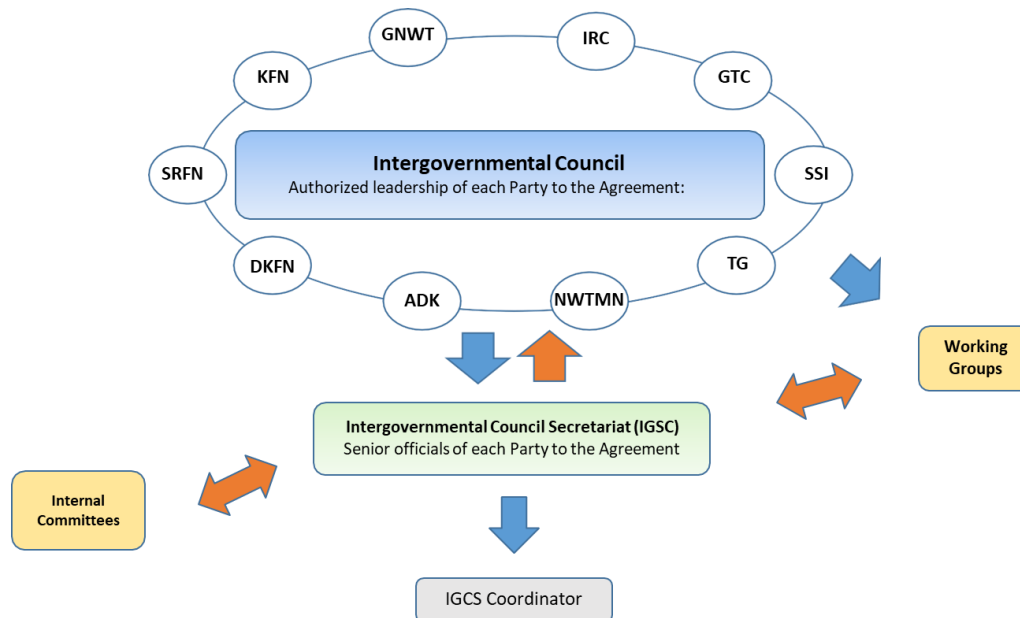 GNWT
IRC
KFN
GTC
Intergovernmental Council
Authorized leadership of each Party to the Agreement:
SRFN
SSI
DKFN
TG
ADK
NWTMN
Working
Groups
Intergovernmental Council Secretariat (IGSC)
Senior officials of each Party to the Agreement
Internal
Committees
IGCS Coordinator